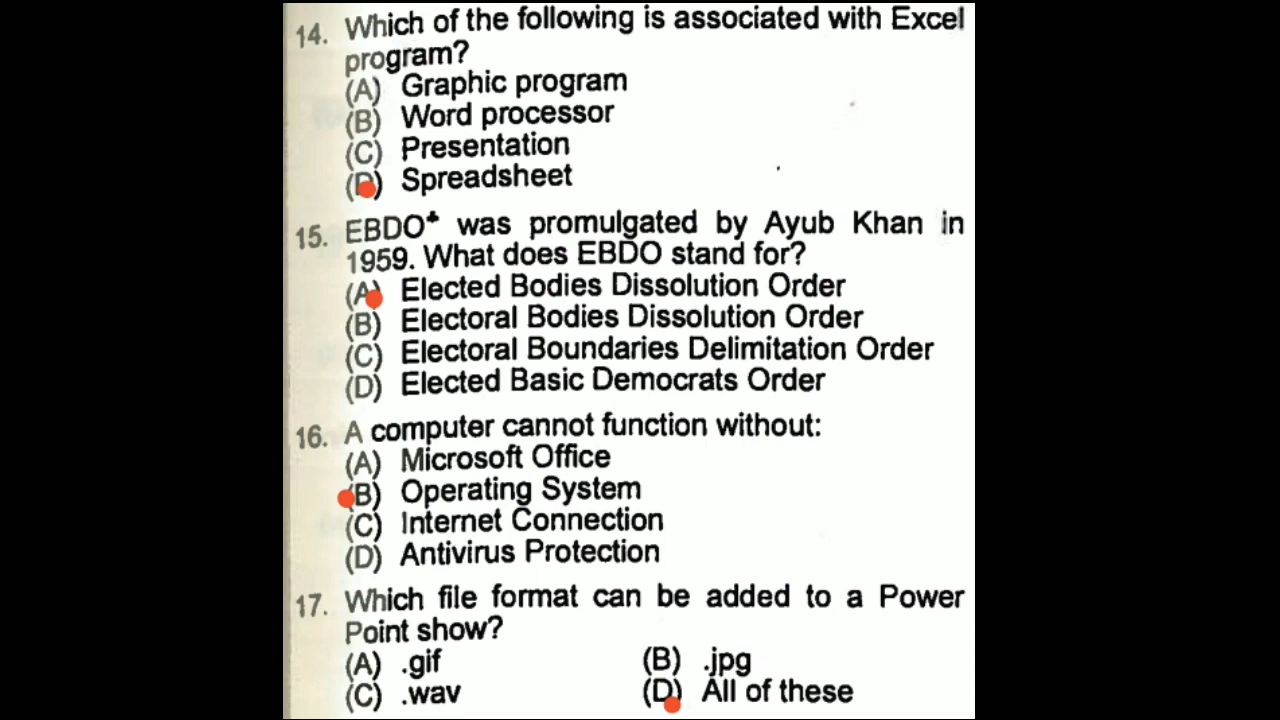 14. Which of the following is associated with Excel
program?
(A) Graphic program
(B) Word processor
(C) Presentation
(D) Spreadsheet
15. EBDO♣ was promulgated by Ayub Khan in
1959. What does EBDO stand for?
(A) Elected Bodies Dissolution Order
(B) Electoral Bodies Dissolution Order
(C) Electoral Boundaries Delimitation Order
(D) Elected Basic Democrats Order
16. A computer cannot function without:
(A) Microsoft Office
(B) Operating System
(C) Internet Connection
(D) Antivirus Protection
17. Which file format can be added to a Power
Point show?
(A) .gif (B) .jpg
(C) .wav (D) All of these